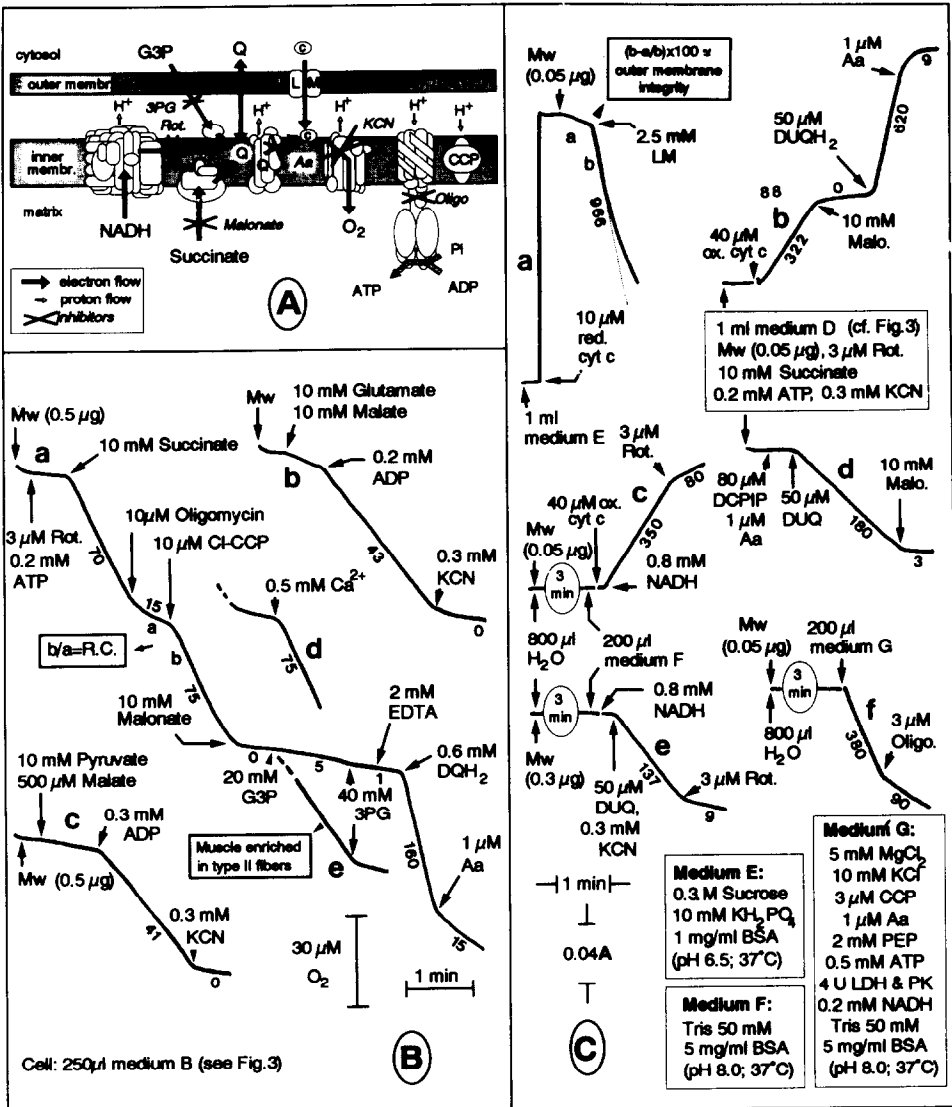 cytosol
G3P
Q
c
outer membr.
L M
H+
3PG
Rot.
H+
H+
KCN
H+
H+
inner
membr.
Q
Q
Aa
c
CCP
matrix
NADH
Malonate
Succinate
O2
Oligo
Pi
ATP
ADP
electron flow
proton flow
inhibitors
A
Mw (0.5 µg)
a
10 mM Succinate
3 µM Rot.
0.2 mM
ATP
70
10µM Oligomycin
10 µM Cl-CCP
15
a
b
b/a=R.C.
75
10 mM
Malonate
0
5
1
Mw
10 mM Glutamate
10 mM Malate
b
0.2 mM
ADP
43
0.3 mM
KCN
0
0.5 mM Ca2+
d
75
2 mM
EDTA
0.6 mM
DQH2
20 mM
G3P
40 mM
3PG
Muscle enriched
in type II fibers
e
160
1 µM
Aa
15
10 mM Pyruvate
500 µM Malate
c
0.3 mM
ADP
Mw (0.5 µg)
41
0.3 mM
KCN
0
30 µM
O2
1 min
Cell: 250µl medium B (see Fig.3)
B
Mw
(0.05 µg)
(b-a/b)x100 =
outer membrane
integrity
a
b
2.5 mM
LM
966
a
10 µM
red.
cyt c
1 ml
medium E
1 µM
Aa
9
620
50 µM
DUQH2
88
0
b
10 mM
Malo.
40 µM
ox. cyt c
322
1 ml medium D (cf. Fig.3)
Mw (0.05 µg), 3 µM Rot.
10 mM Succinate
0.2 mM ATP, 0.3 mM KCN
3 µM
Rot.
80
c
40 µM ox.
cyt c
350
Mw
(0.05 µg)
3
min
0.8 mM
NADH
800 µl
H2O
200 µl
medium F
80 µM
DCPIP
1 µM
Aa
50 µM
DUQ
d
180
10 mM
Malo.
3
3
min
0.8 mM
NADH
Mw
(0.3 µg)
50 µM
DUQ,
0.3 mM
KCN
e
137
3 µM Rot.
9
Mw
(0.05 µg)
200 µl
medium G
3
min
800 µl
H2O
f
380
3 µM
Oligo.
90
1 min
0.04A
C
Medium E:
0.3M Sucrose
10 mM KH2PO4
1 mg/ml BSA
(pH 6.5; 37°C)
Medium F:
Tris 50 mM
5 mg/ml BSA
(pH 8.0; 37°C)
Medium G:
5 mM MgCl2
10 mM KCl
3 µM CCP
1 µM Aa
2 mM PEP
0.5 mM ATP
4 U LDH & PK
0.2 mM NADH
Tris 50 mM
5 mg/ml BSA
(pH 8.0; 37°C)